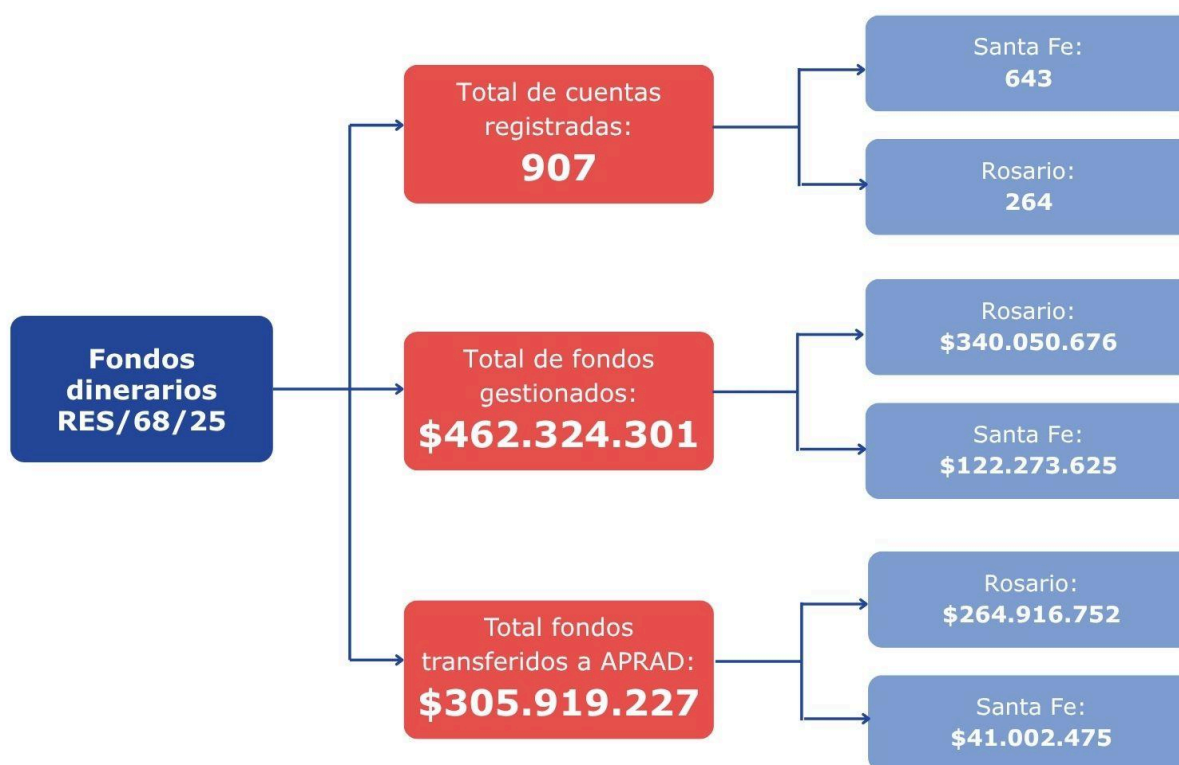 Fondos
dinerarios
RES/68/25
Total de cuentas
registradas:
907
Santa Fe:
643
Rosario:
264
Total de fondos
gestionados:
$462.324.301
Rosario:
$340.050.676
Santa Fe:
$122.273.625
Total fondos
transferidos a APRAD:
$305.919.227
Rosario:
$264.916.752
Santa Fe:
$41.002.475